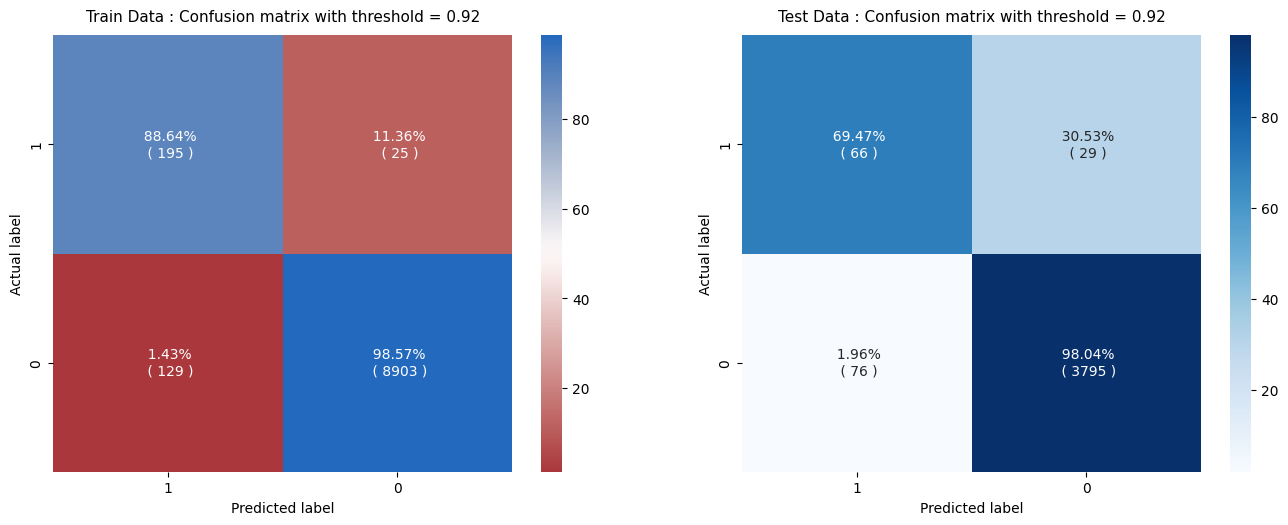 Train Data : Confusion matrix with threshold = 0.92
Actual label
1
0
88.64%
( 195 )
11.36%
( 25 )
1.43%
( 129 )
98.57%
( 8903 )
1
0
Predicted label
80
60
40
20
Test Data : Confusion matrix with threshold = 0.92
Actual label
1
0
69.47%
( 66 )
30.53%
( 29 )
1.96%
( 76 )
98.04%
( 3795 )
1
0
Predicted label
80
60
40
20